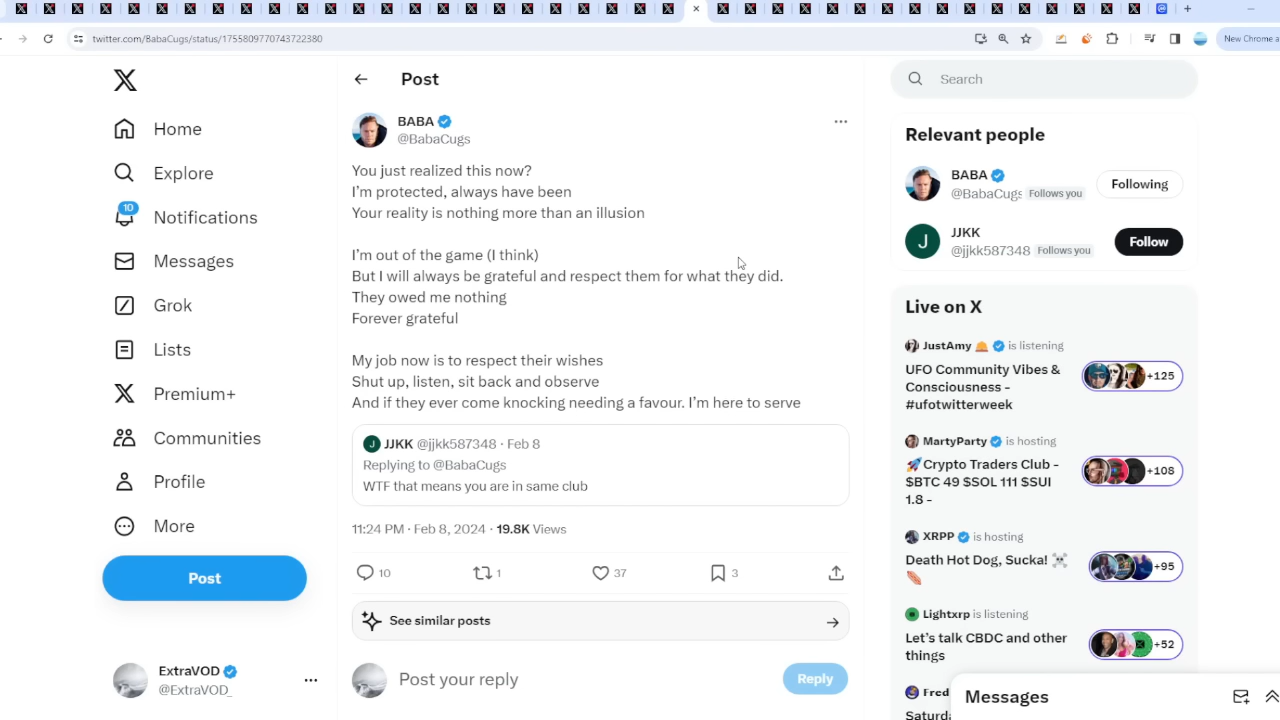 twitter.com/BabaCugs/status/1755809770743722380
New Chrome a
Home
Explore
10
Notifications
Messages
Grok
Lists
Premium+
Communities
Profile
More
Post
ExtraVOD
@ExtraVOD_
Post
BABA
@BabaCugs
You just realized this now?
I'm protected, always have been
Your reality is nothing more than an illusion
I'm out of the game (I think)
But I will always be grateful and respect them for what they did.
They owed me nothing
Forever grateful
My job now is to respect their wishes
Shut up, listen, sit back and observe
And if they ever come knocking needing a favour. I'm here to serve
J JJKK @jjkk587348 · Feb 8
Replying to @BabaCugs
WTF that means you are in same club
11:24 PM · Feb 8, 2024 · 19.8K Views
10 1 37 3
See similar posts
Post your reply
Reply
Search
Relevant people
BABA
@BabaCugs Follows you
Following
J
JJKK
@jjkk587348 Follows you
Follow
Live on X
JustAmy is listening
UFO Community Vibes &
Consciousness -
#ufotwitterweek
+125
MartyParty is hosting
🚀Crypto Traders Club -
$BTC 49 $SOL 111 $SUI
1.8 -
+108
XRPP is hosting
Death Hot Dog, Sucka! ☠️
🌭
+95
Lightxrp is listening
Let's talk CBDC and other
things
+52
Fred
Saturda
Messages